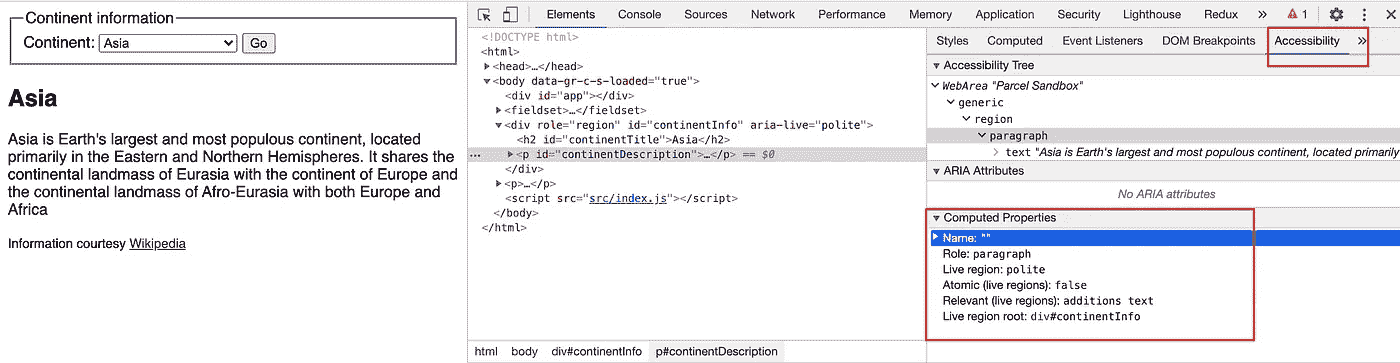 Continent information
Continent: Asia Go
Asia
Asia is Earth's largest and most populous continent, located
primarily in the Eastern and Northern Hemispheres. It shares the
continental landmass of Eurasia with the continent of Europe and
the continental landmass of Afro-Eurasia with both Europe and
Africa
Information courtesy Wikipedia
Elements Console Sources Network Performance Memory Application Security Lighthouse Redux » 1
<!DOCTYPE html>
<html>
<head>…</head>
<body data-gr-c-s-loaded="true">
<div id="app"></div>
<fieldset>…</fieldset>
<div role="region" id="continentInfo" aria-live="polite">
<h2 id="continentTitle">Asia</h2>
… <p id="continentDescription">…</p> == $0
</div>
<p>…</p>
<script src="src/index.js"></script>
</body>
</html>
html body div#continentInfo p#continentDescription
Styles Computed Event Listeners DOM Breakpoints Accessibility »
Accessibility Tree
WebArea "Parcel Sandbox"
generic
region
paragraph
text "Asia is Earth's largest and most populous continent, located primarily
ARIA Attributes
No ARIA attributes
Computed Properties
Name: ""
Role: paragraph
Live region: polite
Atomic (live regions): false
Relevant (live regions): additions text
Live region root: div#continentInfo